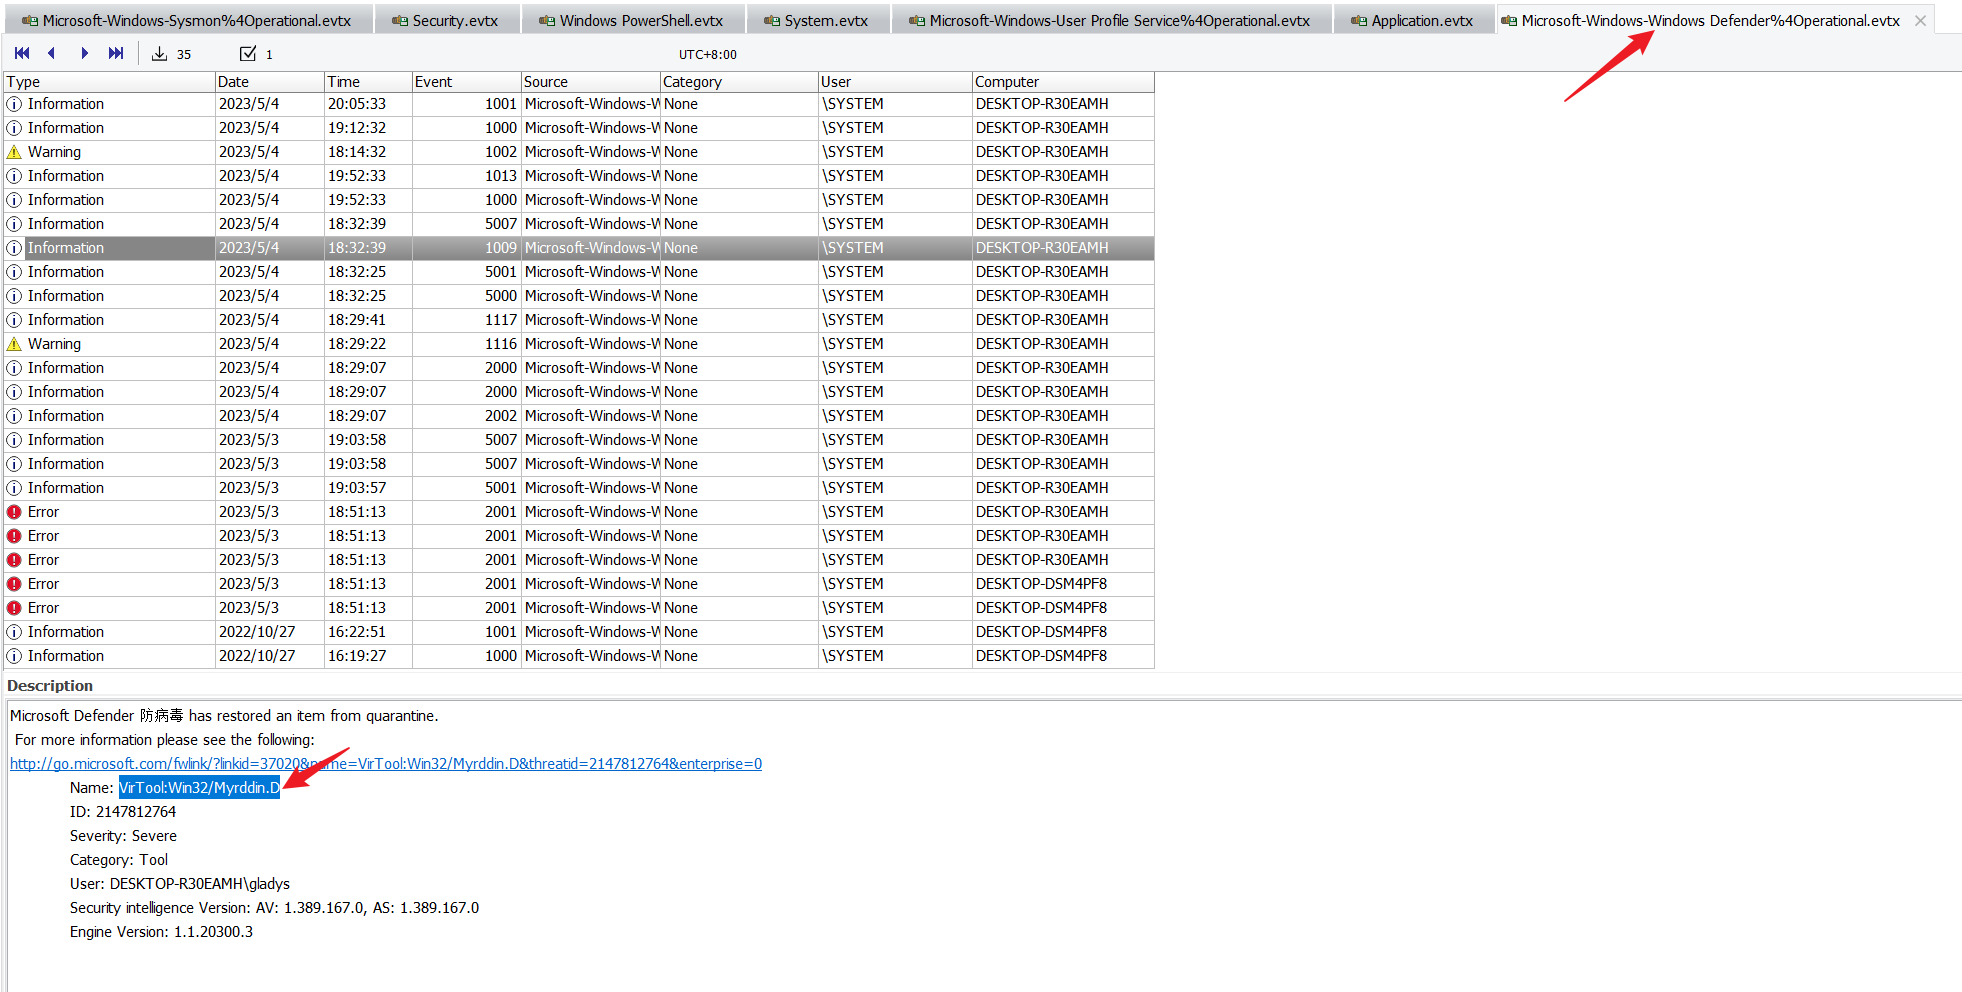 Microsoft-Windows-Sysmon%4Operational.evtx Security.evtx Windows PowerShell.evtx System.evtx Microsoft-Windows-User Profile Service%4Operational.evtx Application.evtx Microsoft-Windows-Windows Defender%4Operational.evtx
35 1 UTC+8:00
Type Date Time Event Source Category User Computer
Information 2023/5/4 20:05:33 1001 Microsoft-Windows-W None \SYSTEM DESKTOP-R30EAMH
Information 2023/5/4 19:12:32 1000 Microsoft-Windows-W None \SYSTEM DESKTOP-R30EAMH
Warning 2023/5/4 18:14:32 1002 Microsoft-Windows-W None \SYSTEM DESKTOP-R30EAMH
Information 2023/5/4 19:52:33 1013 Microsoft-Windows-W None \SYSTEM DESKTOP-R30EAMH
Information 2023/5/4 19:52:33 1000 Microsoft-Windows-W None \SYSTEM DESKTOP-R30EAMH
Information 2023/5/4 18:32:39 5007 Microsoft-Windows-W None \SYSTEM DESKTOP-R30EAMH
Information 2023/5/4 18:32:39 1009 Microsoft-Windows-W None \SYSTEM DESKTOP-R30EAMH
Information 2023/5/4 18:32:25 5001 Microsoft-Windows-W None \SYSTEM DESKTOP-R30EAMH
Information 2023/5/4 18:32:25 5000 Microsoft-Windows-W None \SYSTEM DESKTOP-R30EAMH
Information 2023/5/4 18:29:41 1117 Microsoft-Windows-W None \SYSTEM DESKTOP-R30EAMH
Warning 2023/5/4 18:29:22 1116 Microsoft-Windows-W None \SYSTEM DESKTOP-R30EAMH
Information 2023/5/4 18:29:07 2000 Microsoft-Windows-W None \SYSTEM DESKTOP-R30EAMH
Information 2023/5/4 18:29:07 2000 Microsoft-Windows-W None \SYSTEM DESKTOP-R30EAMH
Information 2023/5/4 18:29:07 2002 Microsoft-Windows-W None \SYSTEM DESKTOP-R30EAMH
Information 2023/5/3 19:03:58 5007 Microsoft-Windows-W None \SYSTEM DESKTOP-R30EAMH
Information 2023/5/3 19:03:58 5007 Microsoft-Windows-W None \SYSTEM DESKTOP-R30EAMH
Information 2023/5/3 19:03:57 5001 Microsoft-Windows-W None \SYSTEM DESKTOP-R30EAMH
Error 2023/5/3 18:51:13 2001 Microsoft-Windows-W None \SYSTEM DESKTOP-R30EAMH
Error 2023/5/3 18:51:13 2001 Microsoft-Windows-W None \SYSTEM DESKTOP-R30EAMH
Error 2023/5/3 18:51:13 2001 Microsoft-Windows-W None \SYSTEM DESKTOP-R30EAMH
Error 2023/5/3 18:51:13 2001 Microsoft-Windows-W None \SYSTEM DESKTOP-DSM4PF8
Error 2023/5/3 18:51:13 2001 Microsoft-Windows-W None \SYSTEM DESKTOP-DSM4PF8
Information 2022/10/27 16:22:51 1001 Microsoft-Windows-W None \SYSTEM DESKTOP-DSM4PF8
Information 2022/10/27 16:19:27 1000 Microsoft-Windows-W None \SYSTEM DESKTOP-DSM4PF8
Description
Microsoft Defender 防病毒 has restored an item from quarantine.
For more information please see the following:
http://go.microsoft.com/fwlink/?linkid=37020&name=VirTool:Win32/Myrddin.D&threatid=2147812764&enterprise=0
Name: VirTool:Win32/Myrddin.D
ID: 2147812764
Severity: Severe
Category: Tool
User: DESKTOP-R30EAMH\gladys
Security intelligence Version: AV: 1.389.167.0, AS: 1.389.167.0
Engine Version: 1.1.20300.3